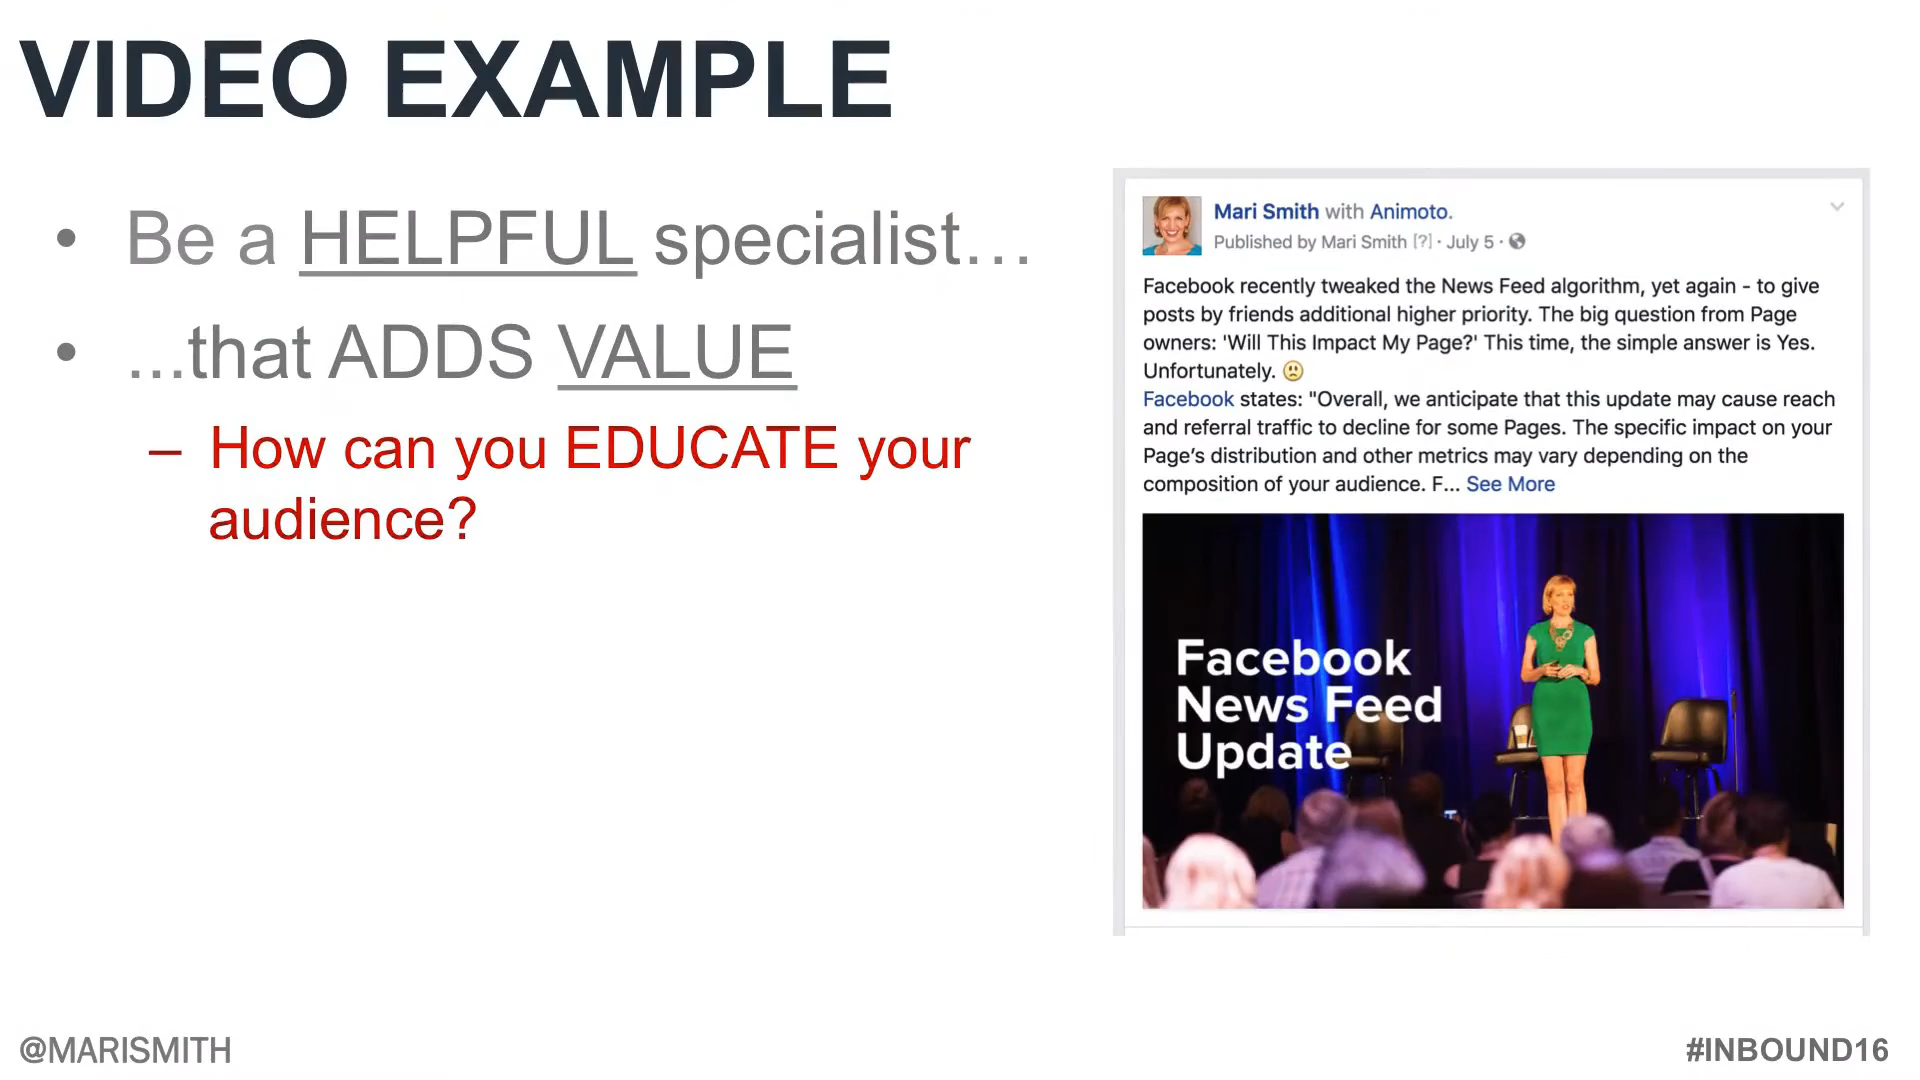 VIDEO EXAMPLE
• Be a HELPFUL specialist…
• ...that ADDS VALUE
– How can you EDUCATE your
audience?
Mari Smith with Animoto.
Published by Mari Smith [?] · July 5 ·
Facebook recently tweaked the News Feed algorithm, yet again - to give
posts by friends additional higher priority. The big question from Page
owners: 'Will This Impact My Page?' This time, the simple answer is Yes.
Unfortunately. 🙁
Facebook states: "Overall, we anticipate that this update may cause reach
and referral traffic to decline for some Pages. The specific impact on your
Page’s distribution and other metrics may vary depending on the
composition of your audience. F... See More
Facebook
News Feed
Update
@MARISMITH
#INBOUND16